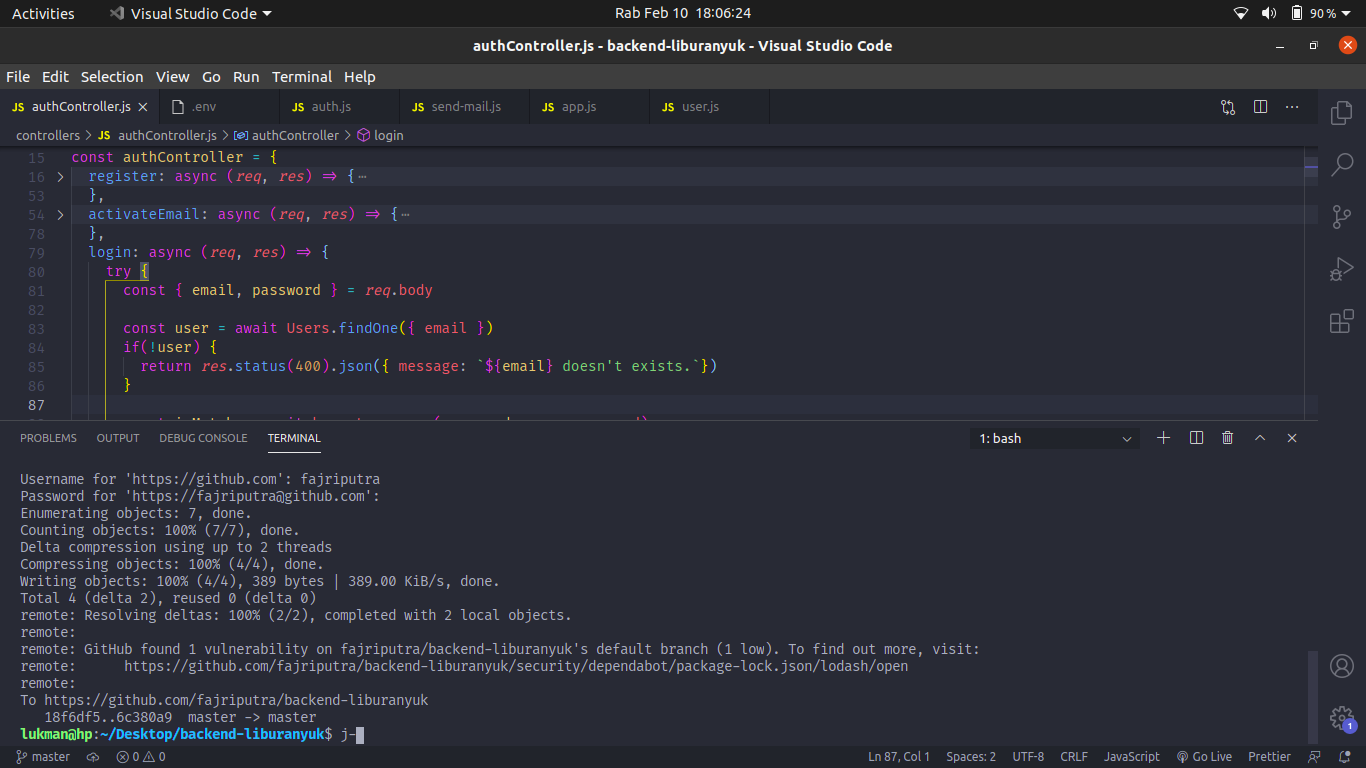 Activities Visual Studio Code Rab Feb 10 18:06:24 90 %
authController.js - backend-liburanyuk - Visual Studio Code
File Edit Selection View Go Run Terminal Help
JS authController.js .env JS auth.js JS send-mail.js JS app.js JS user.js
controllers > JS authController.js > authController > login
15 const authController = {
16 register: async (req, res) => {⋯
53 },
54 activateEmail: async (req, res) => {⋯
78 },
79 login: async (req, res) => {
80 try {
81 const { email, password } = req.body
82
83 const user = await Users.findOne({ email })
84 if(!user) {
85 return res.status(400).json({ message: `${email} doesn't exists.`})
86 }
87
PROBLEMS OUTPUT DEBUG CONSOLE TERMINAL 1: bash
Username for 'https://github.com': fajriputra
Password for 'https://fajriputra@github.com':
Enumerating objects: 7, done.
Counting objects: 100% (7/7), done.
Delta compression using up to 2 threads
Compressing objects: 100% (4/4), done.
Writing objects: 100% (4/4), 389 bytes | 389.00 KiB/s, done.
Total 4 (delta 2), reused 0 (delta 0)
remote: Resolving deltas: 100% (2/2), completed with 2 local objects.
remote:
remote: GitHub found 1 vulnerability on fajriputra/backend-liburanyuk's default branch (1 low). To find out more, visit:
remote: https://github.com/fajriputra/backend-liburanyuk/security/dependabot/package-lock.json/lodash/open
remote:
To https://github.com/fajriputra/backend-liburanyuk
18f6df5..6c380a9 master -> master
lukman@hp:~/Desktop/backend-liburanyuk$ j-
1
master 0 0 Ln 87, Col 1 Spaces: 2 UTF-8 CRLF JavaScript Go Live Prettier